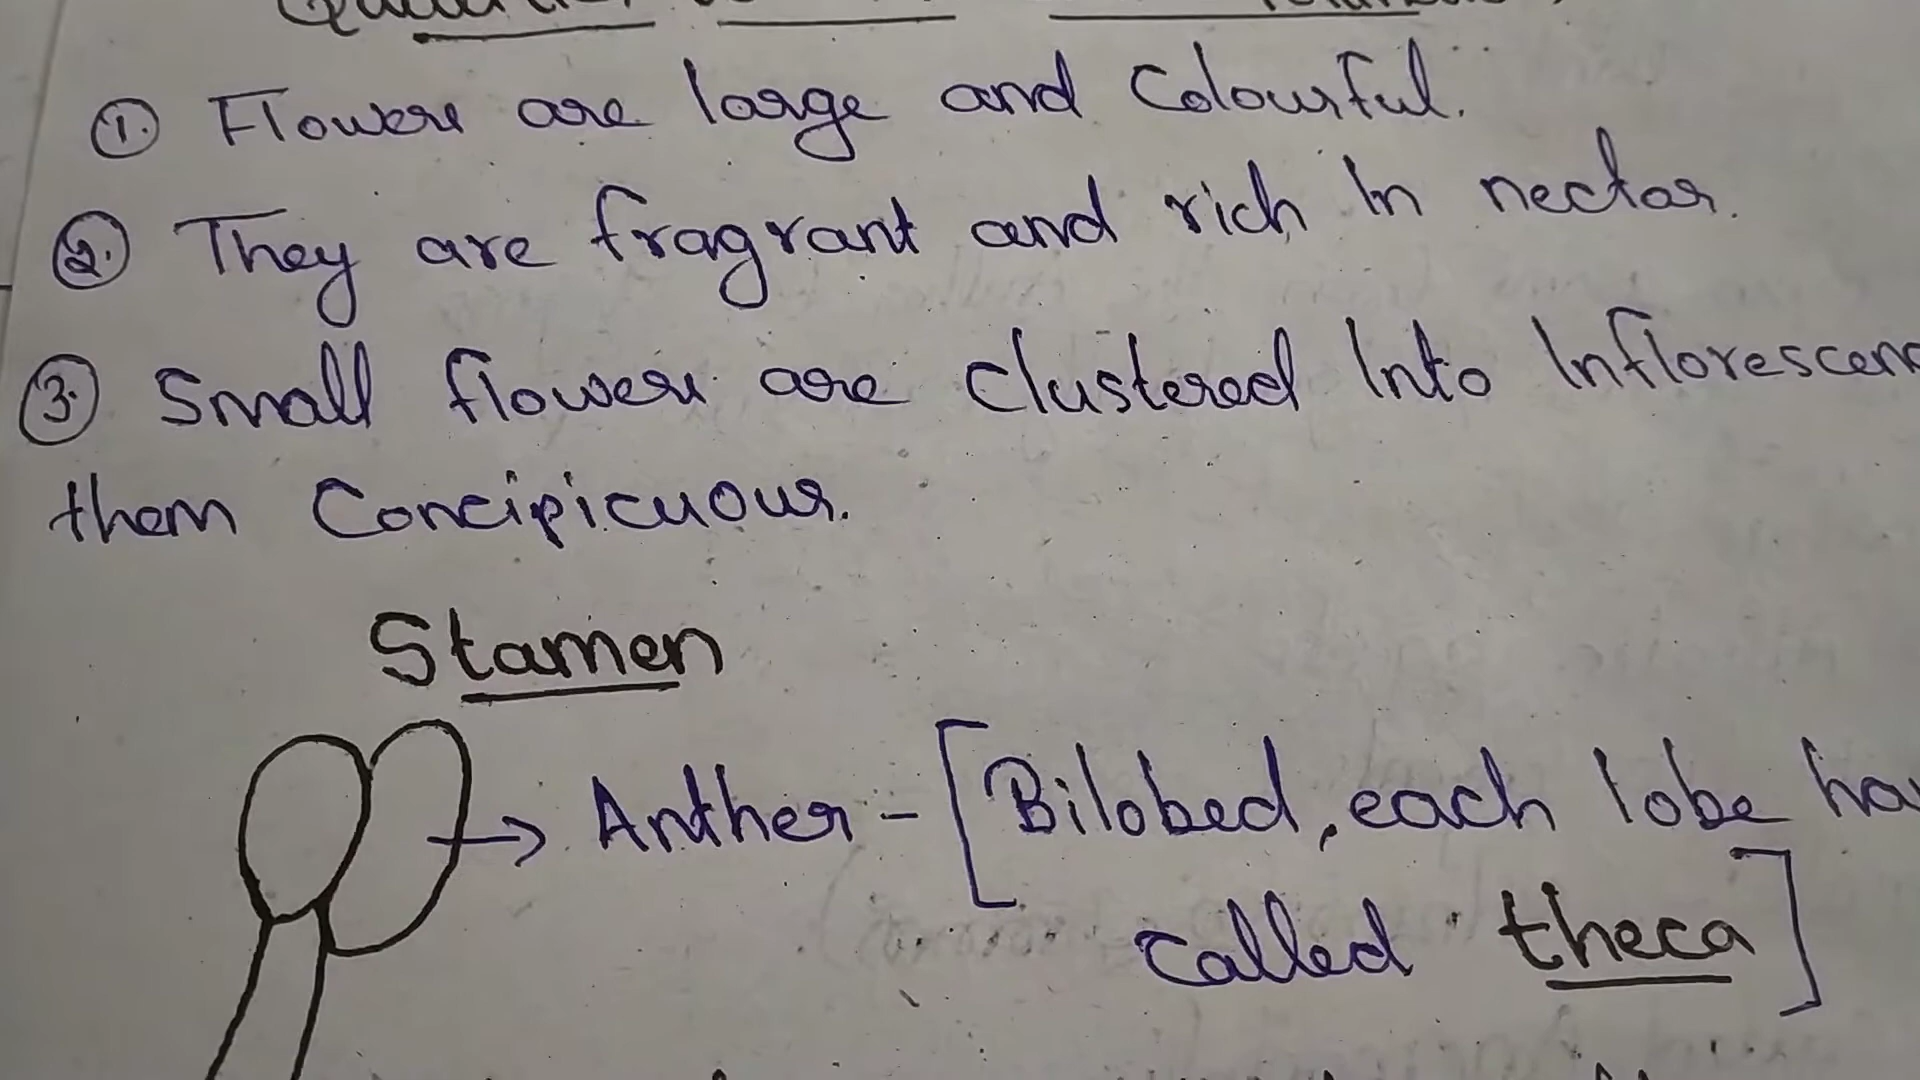 ① Flowers are large and Colourful.
② They are fragrant and rich In nectar.
③ Small flowers are Clustered Into Inflorescenc
them Concipicuous.
Stamen
Anther - [Bilobed, each lobe ha
called theca]